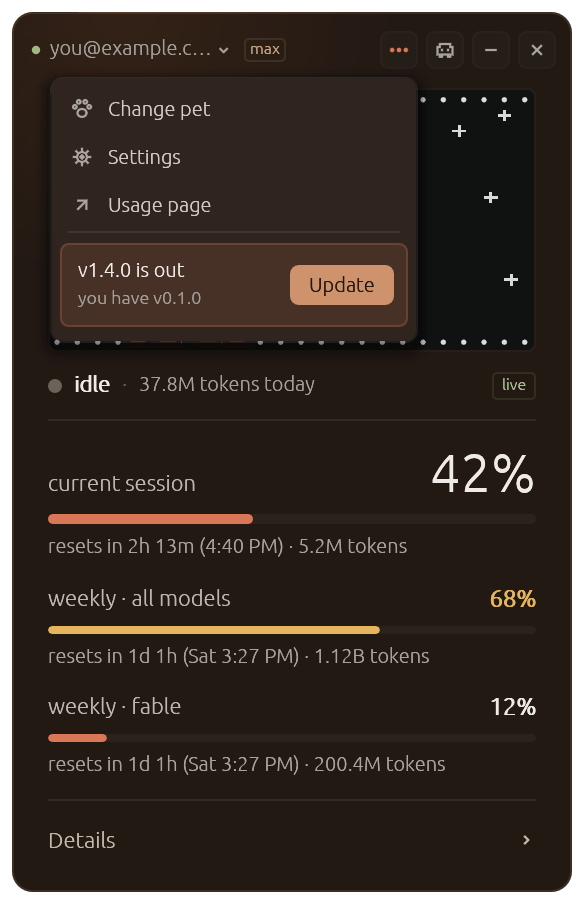 you@example.c... max
Change pet
Settings
Usage page
v1.4.0 is out
you have v0.1.0
Update
idle · 37.8M tokens today
live
current session
42%
resets in 2h 13m (4:40 PM) · 5.2M tokens
weekly · all models
68%
resets in 1d 1h (Sat 3:27 PM) · 1.12B tokens
weekly · fable
12%
resets in 1d 1h (Sat 3:27 PM) · 200.4M tokens
Details